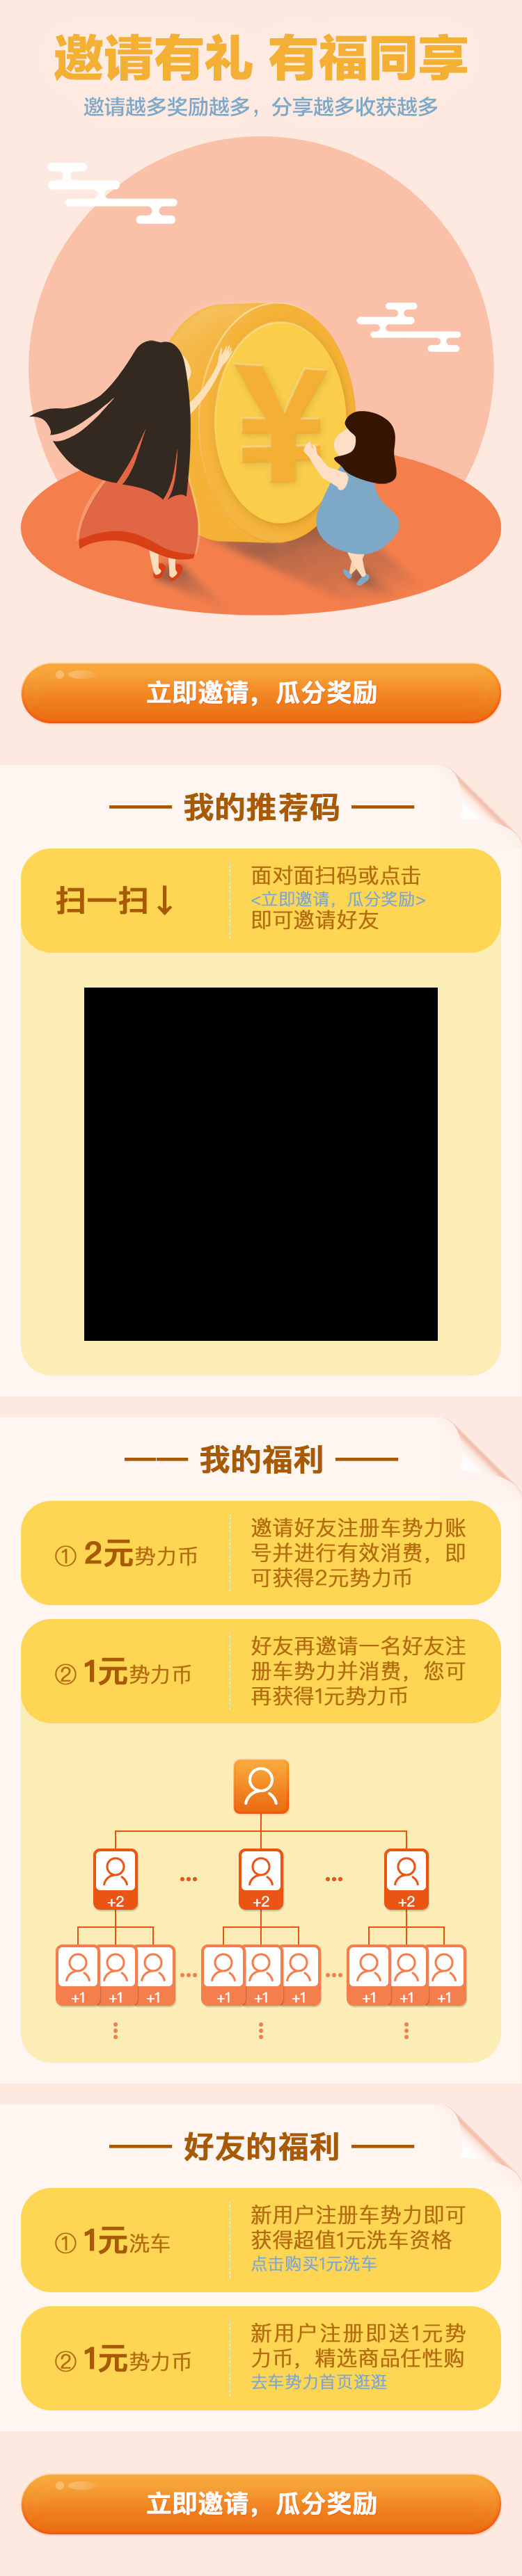 邀请有礼 有福同享
邀请越多奖励越多，分享越多收获越多
¥
立即邀请，瓜分奖励
我的推荐码
扫一扫↓
面对面扫码或点击
<立即邀请，瓜分奖励>
即可邀请好友
我的福利
① 2元势力币
邀请好友注册车势力账
号并进行有效消费，即
可获得2元势力币
② 1元势力币
好友再邀请一名好友注
册车势力并消费，您可
再获得1元势力币
+2 +2 +2
+1 +1 +1 +1 +1 +1 +1 +1 +1
好友的福利
① 1元洗车
新用户注册车势力即可
获得超值1元洗车资格
点击购买1元洗车
② 1元势力币
新用户注册即送1元势
力币，精选商品任性购
去车势力首页逛逛
立即邀请，瓜分奖励